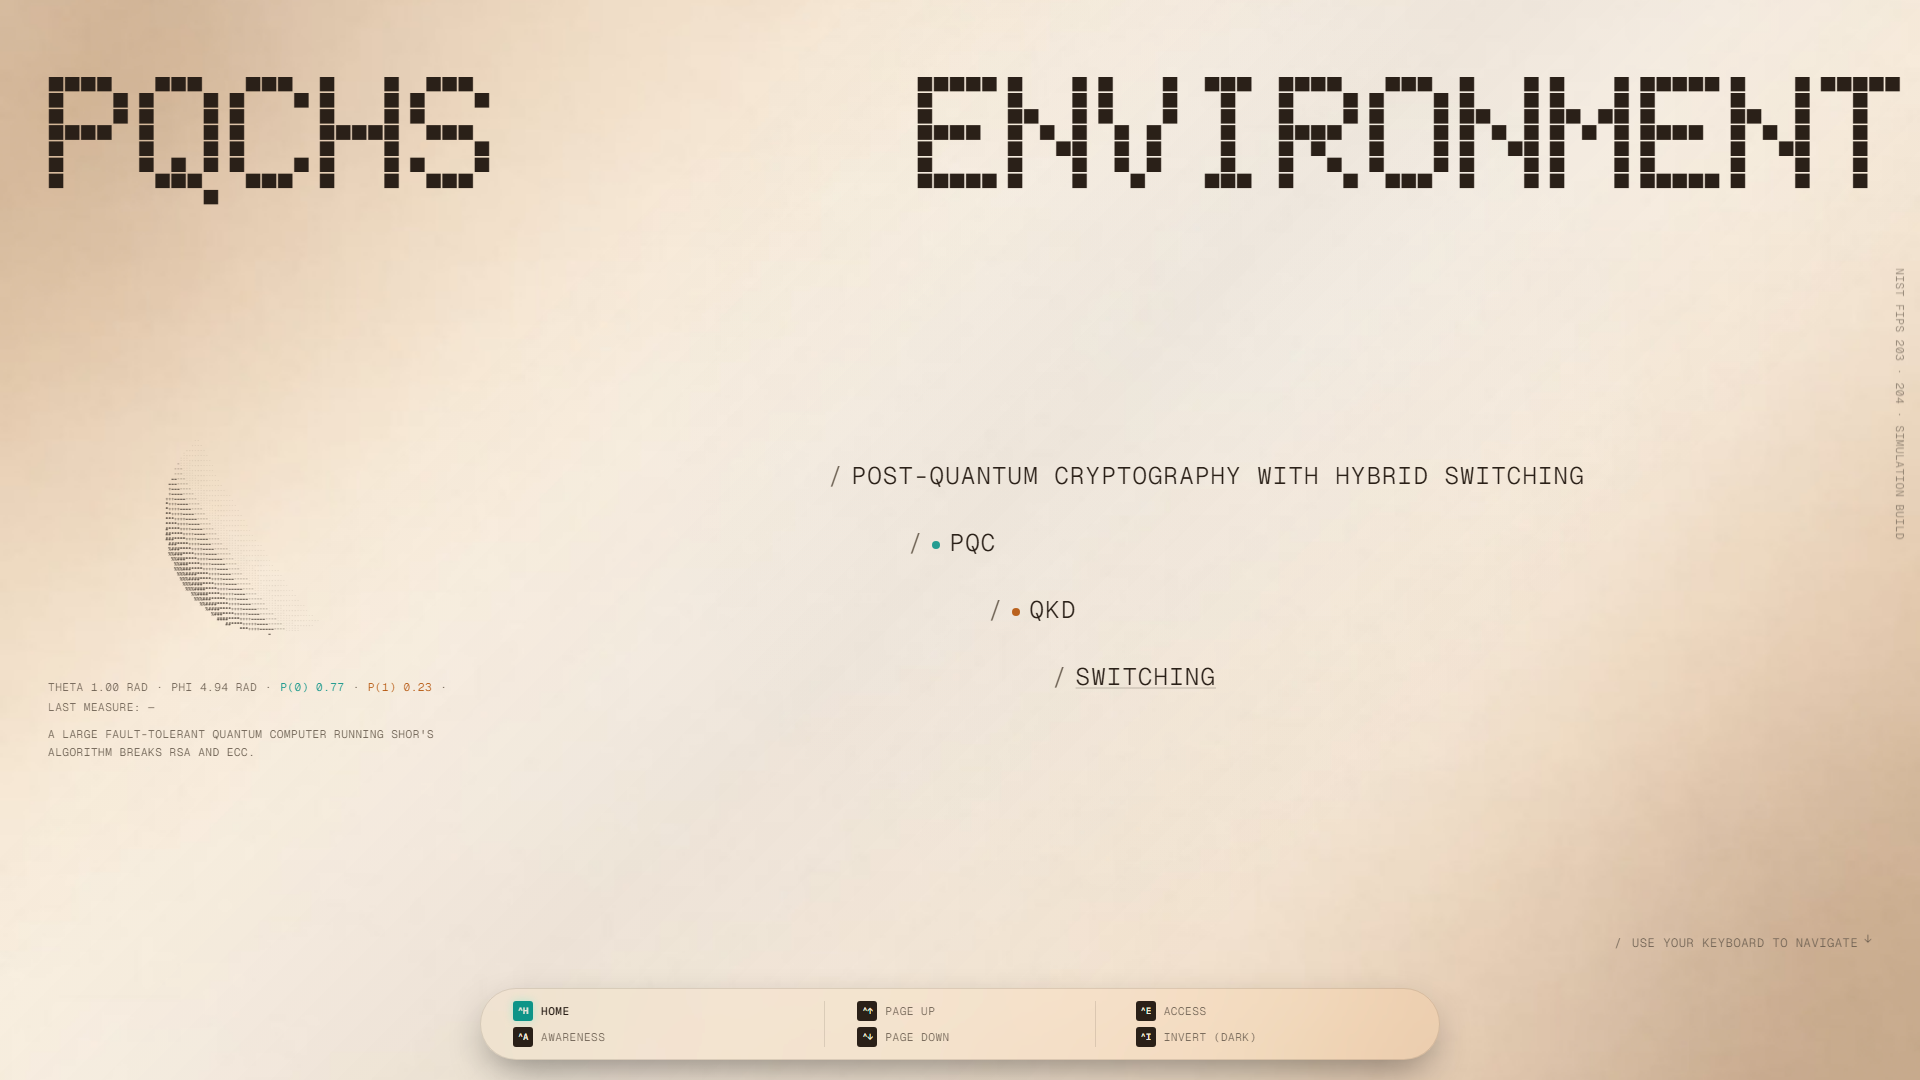 PQCHS ENVIRONMENT
NIST FIPS 203 · 204 · SIMULATION BUILD
/ POST-QUANTUM CRYPTOGRAPHY WITH HYBRID SWITCHING
/ • PQC
/ • QKD
/ SWITCHING
THETA 1.00 RAD · PHI 4.94 RAD · P(0) 0.77 · P(1) 0.23 ·
LAST MEASURE: —
A LARGE FAULT-TOLERANT QUANTUM COMPUTER RUNNING SHOR'S
ALGORITHM BREAKS RSA AND ECC.
/ USE YOUR KEYBOARD TO NAVIGATE ↓
^H HOME
^A AWARENESS
^↑ PAGE UP
^↓ PAGE DOWN
^E ACCESS
^I INVERT (DARK)